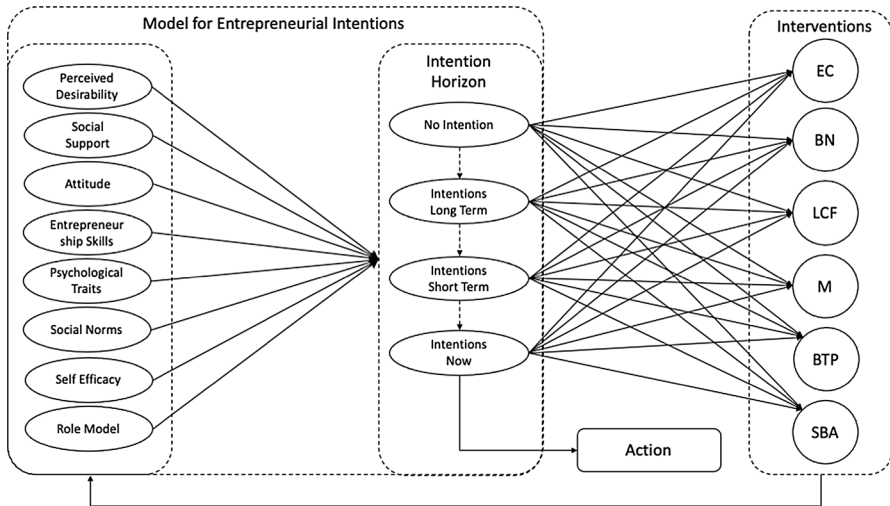 Model for Entrepreneurial Intentions
Perceived
Desirability
Social
Support
Attitude
Entrepreneur
ship Skills
Psychological
Traits
Social Norms
Self Efficacy
Role Model
Intention
Horizon
No Intention
Intentions
Long Term
Intentions
Short Term
Intentions
Now
Action
Interventions
EC
BN
LCF
M
BTP
SBA